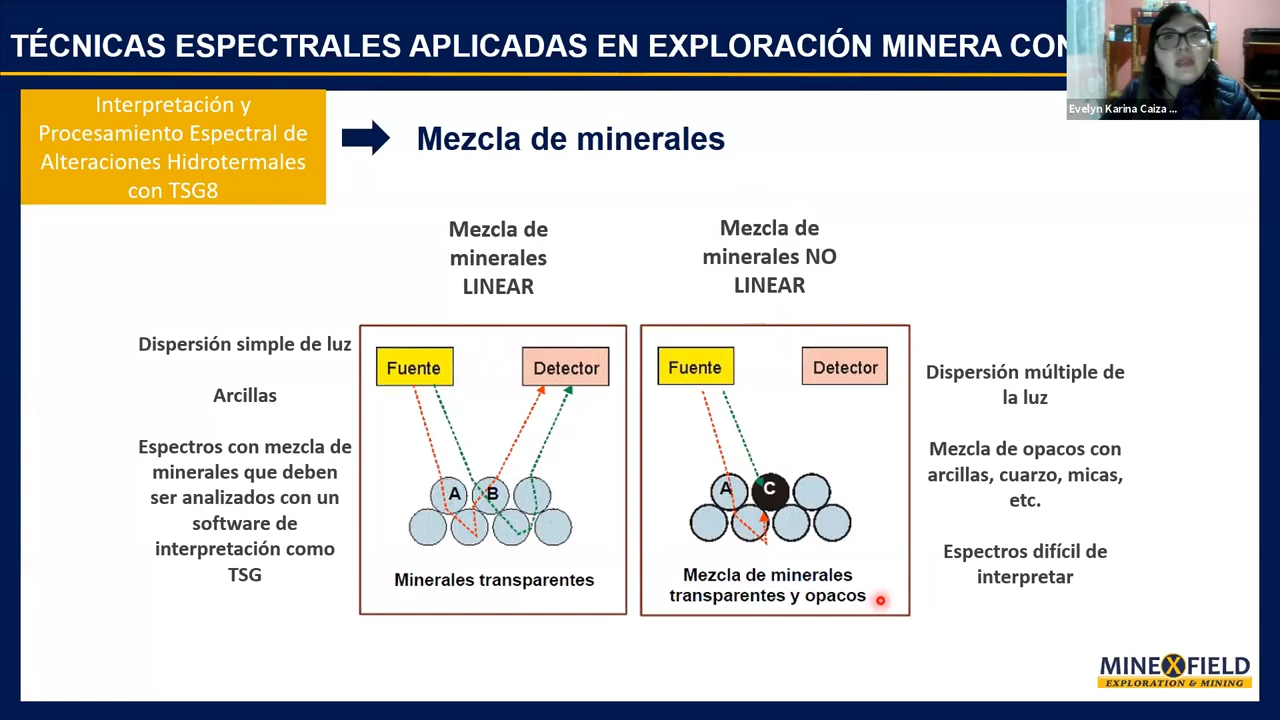 TÉCNICAS ESPECTRALES APLICADAS EN EXPLORACIÓN MINERA CON
Evelyn Karina Caiza ...
Interpretación y
Procesamiento Espectral de
Alteraciones Hidrotermales
con TSG8
Mezcla de minerales
Mezcla de
minerales
LINEAR
Mezcla de
minerales NO
LINEAR
Dispersión simple de luz
Arcillas
Espectros con mezcla de
minerales que deben
ser analizados con un
software de
interpretación como
TSG
Fuente
Detector
A
B
Minerales transparentes
Fuente
Detector
A
C
Mezcla de minerales
transparentes y opacos
Dispersión múltiple de
la luz
Mezcla de opacos con
arcillas, cuarzo, micas,
etc.
Espectros difícil de
interpretar
MINEXFIELD
EXPLORATION & MINING